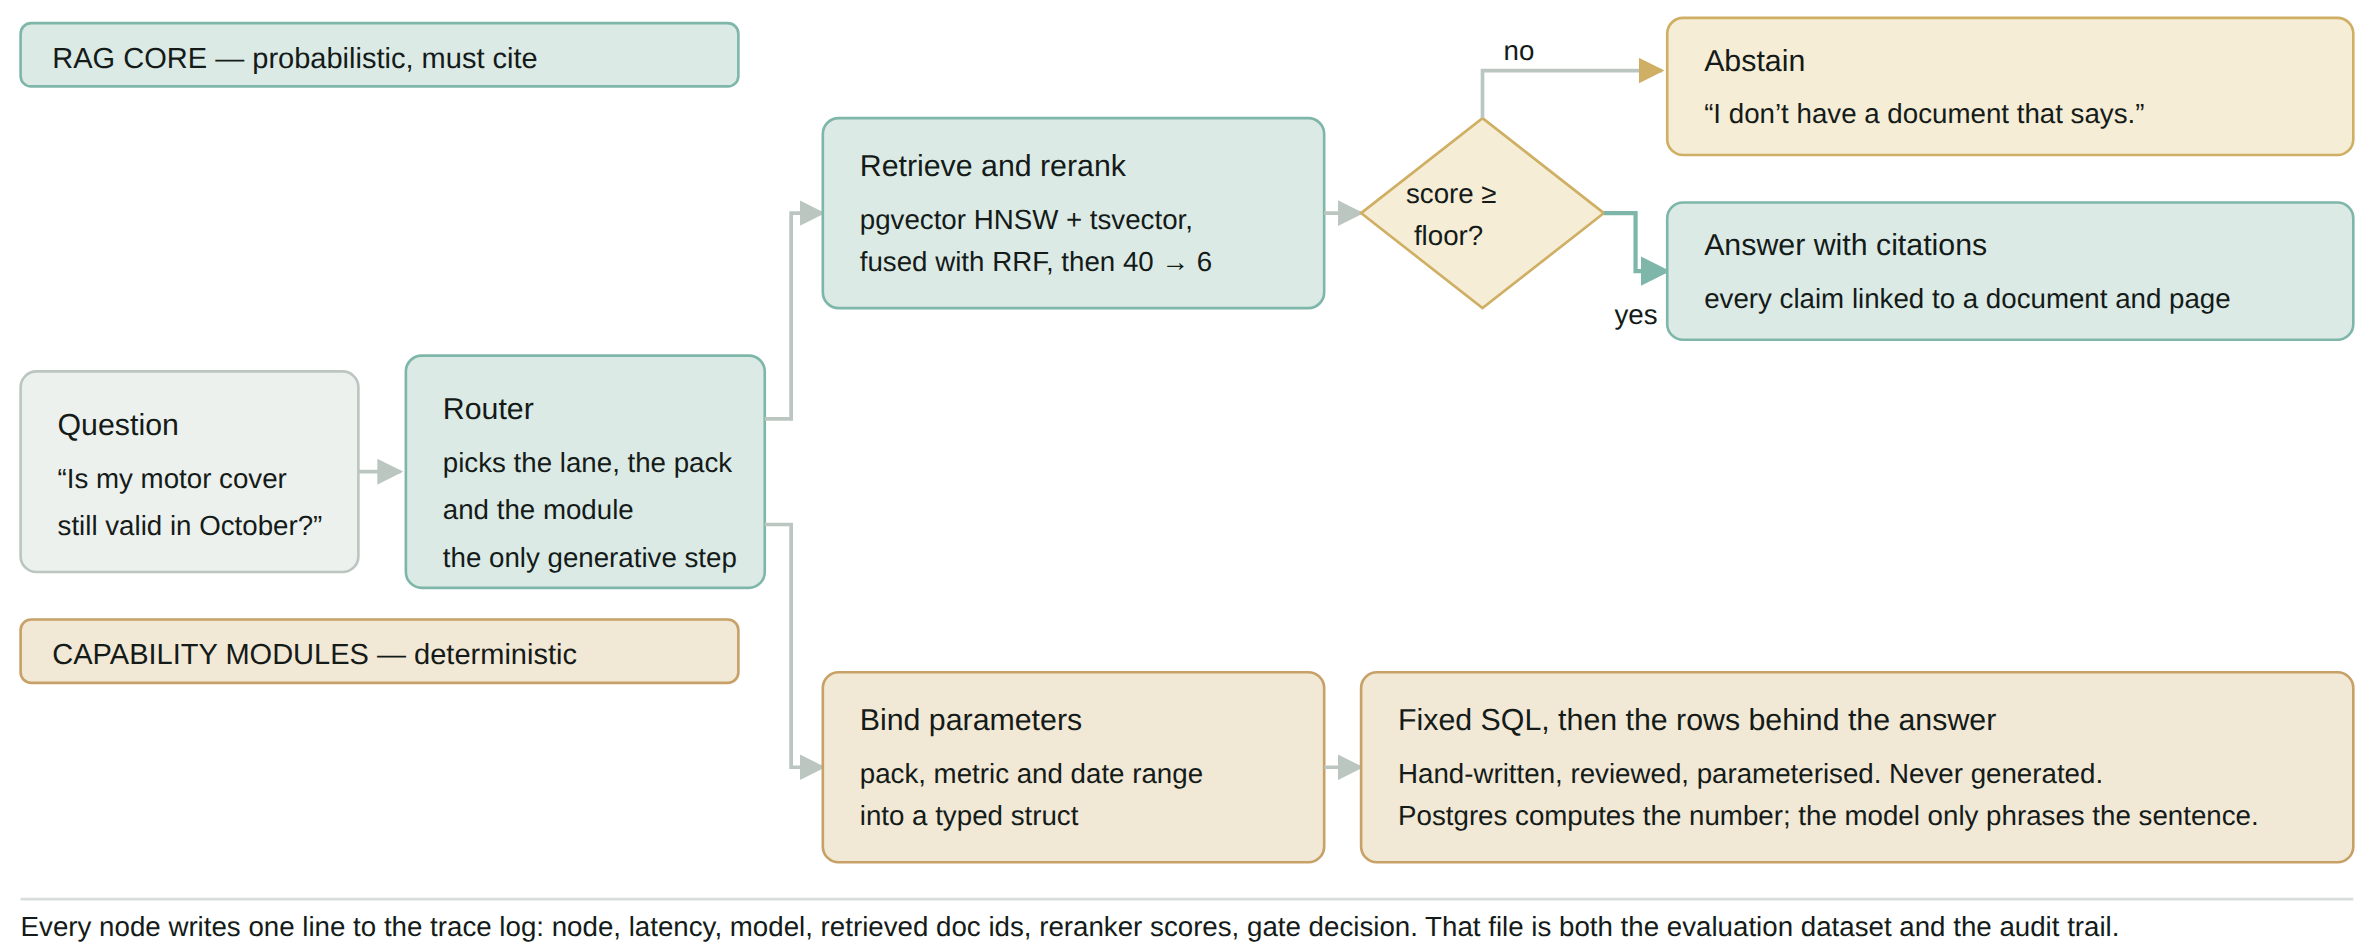 RAG CORE — probabilistic, must cite
no
Abstain
“I don’t have a document that says.”
Retrieve and rerank
pgvector HNSW + tsvector,
fused with RRF, then 40 → 6
score ≥
floor?
Answer with citations
every claim linked to a document and page
yes
Question
“Is my motor cover
still valid in October?”
Router
picks the lane, the pack
and the module
the only generative step
CAPABILITY MODULES — deterministic
Bind parameters
pack, metric and date range
into a typed struct
Fixed SQL, then the rows behind the answer
Hand-written, reviewed, parameterised. Never generated.
Postgres computes the number; the model only phrases the sentence.
Every node writes one line to the trace log: node, latency, model, retrieved doc ids, reranker scores, gate decision. That file is both the evaluation dataset and the audit trail.